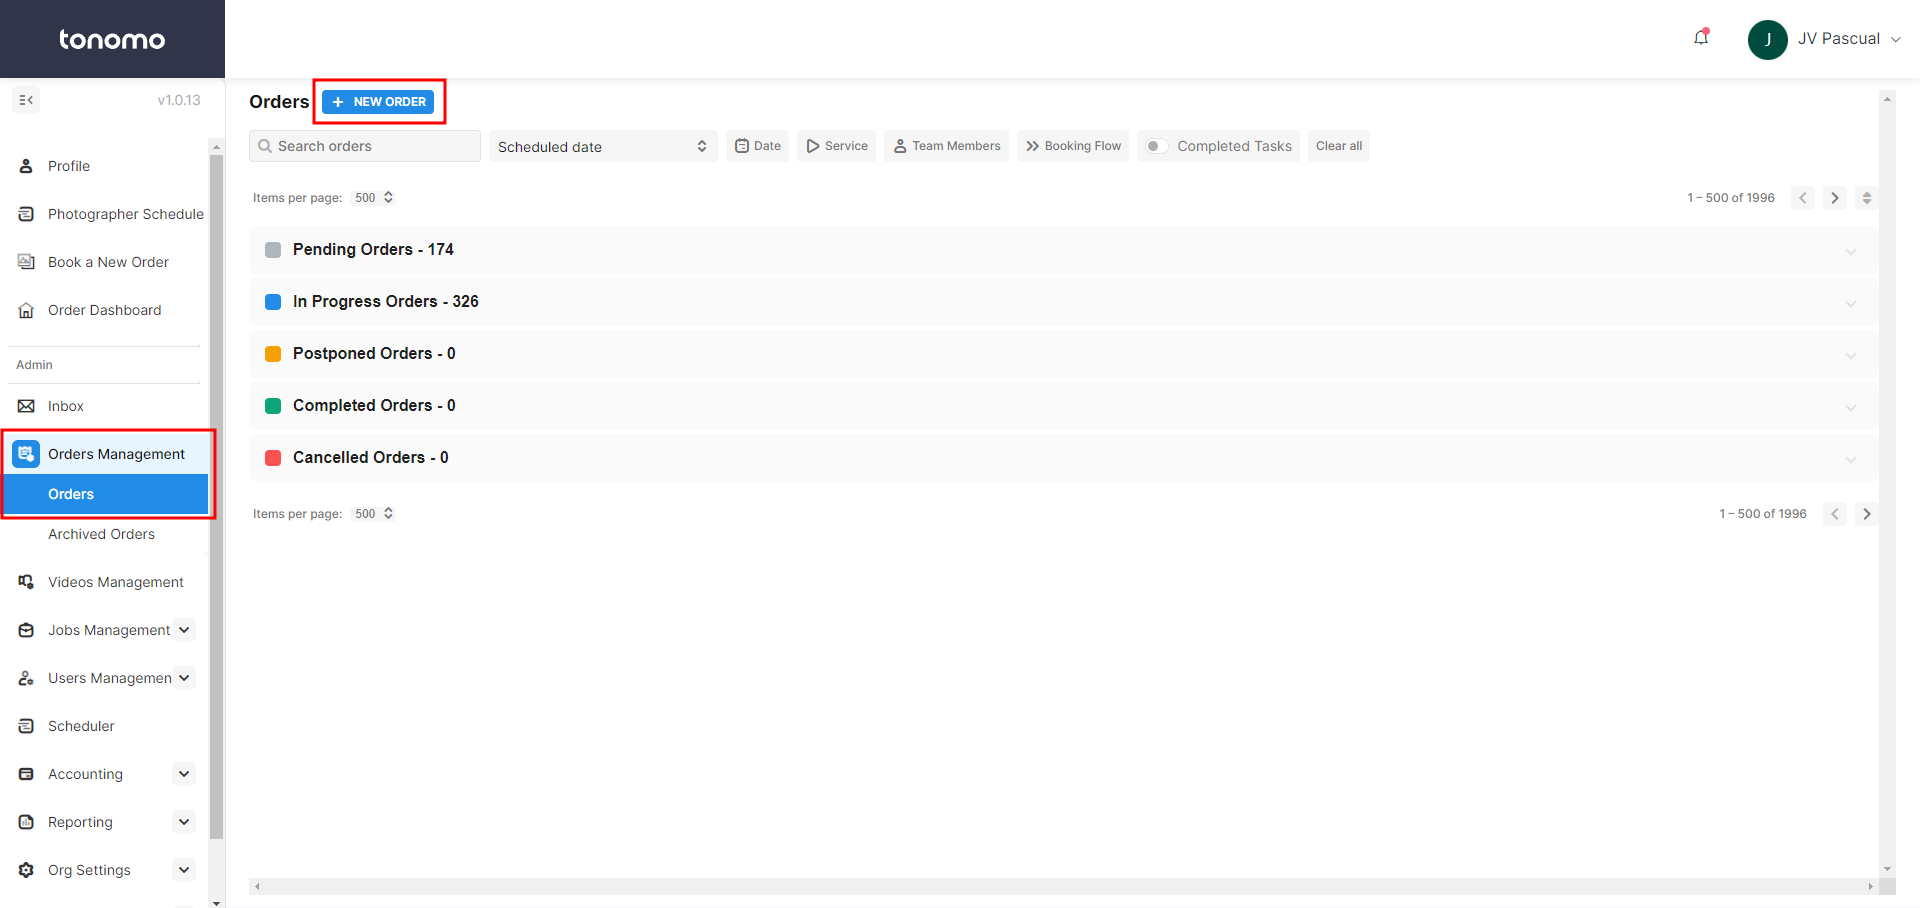 tonomo
JV Pascual
J
v1.0.13
Profile
Photographer Schedule
Book a New Order
Order Dashboard
Admin
Inbox
Orders Management
Orders
Archived Orders
Videos Management
Jobs Management
Users Managemen
Scheduler
Accounting
Reporting
Org Settings
Orders + NEW ORDER
Search orders Scheduled date Date Service Team Members Booking Flow Completed Tasks Clear all
Items per page: 500 1 – 500 of 1996
Pending Orders - 174
In Progress Orders - 326
Postponed Orders - 0
Completed Orders - 0
Cancelled Orders - 0
Items per page: 500 1 – 500 of 1996